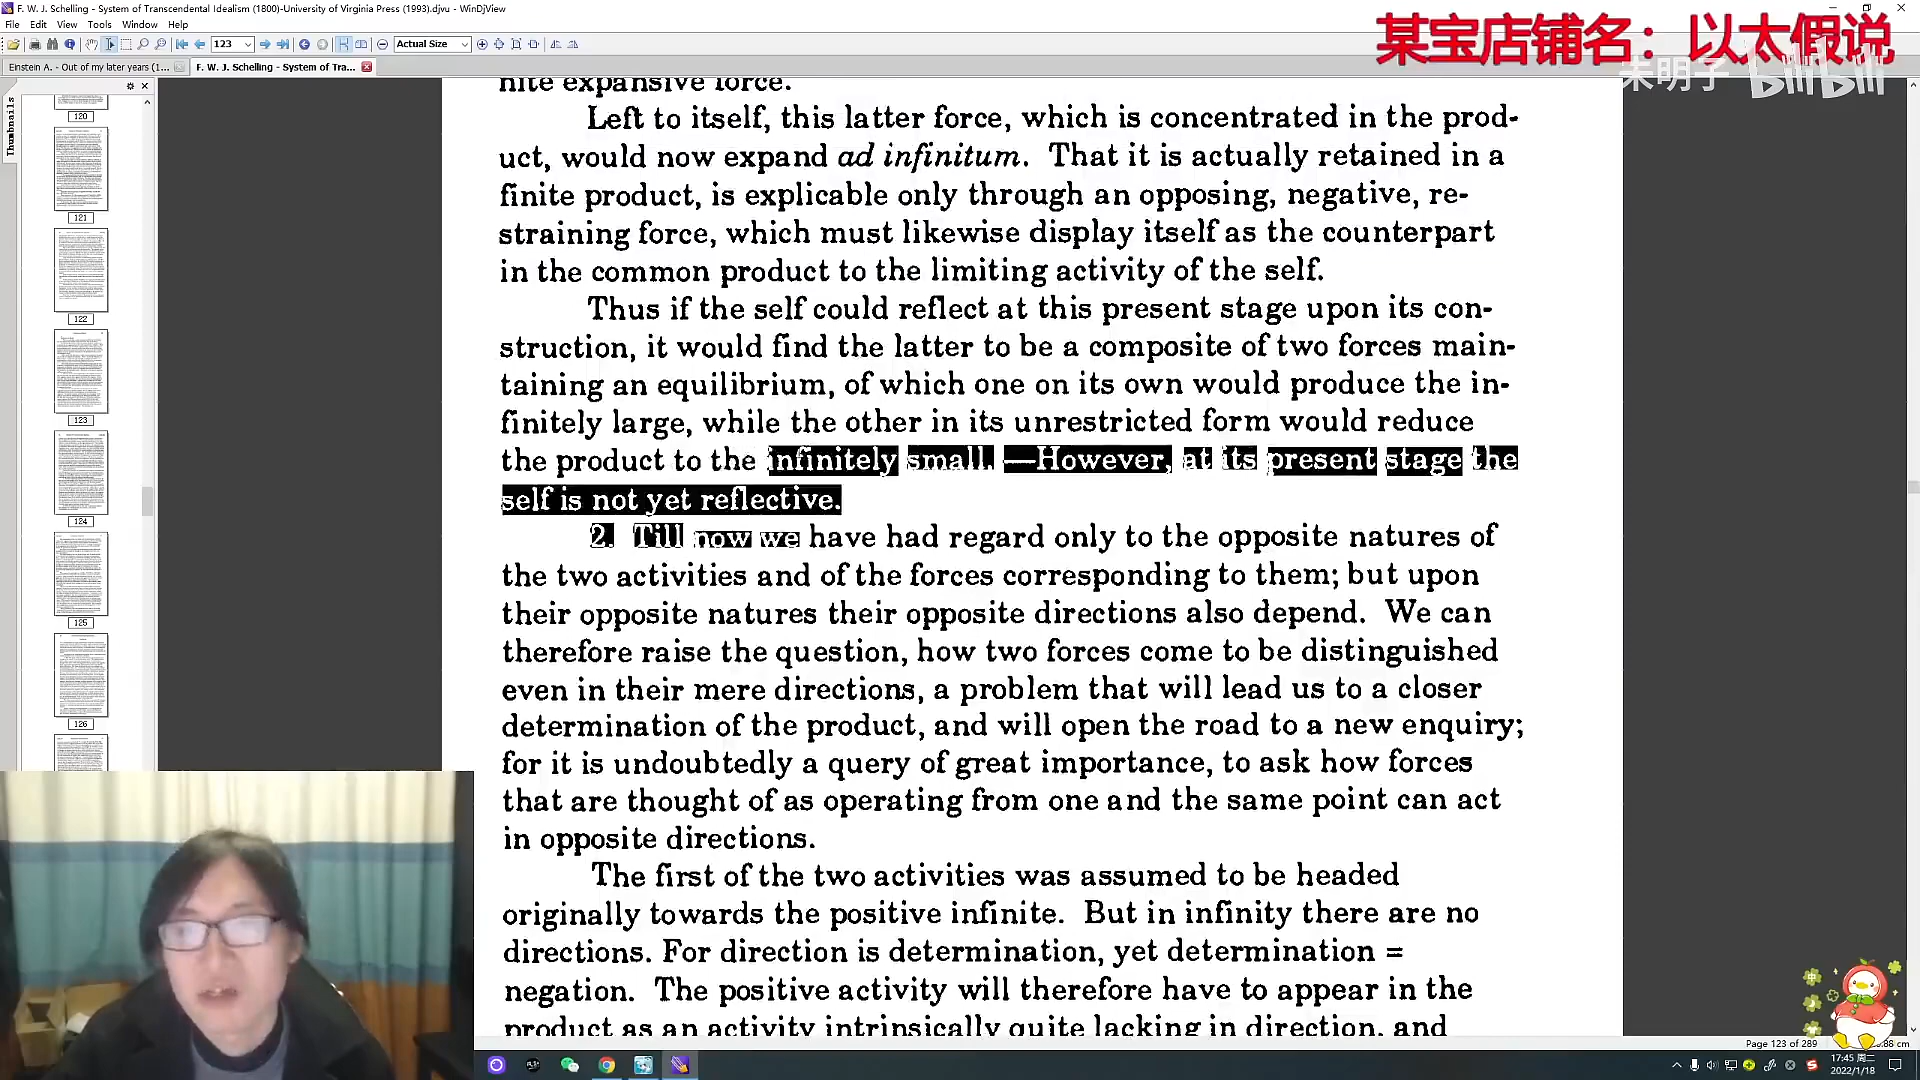 F. W. J. Schelling - System of Transcendental Idealism (1800)-University of Virginia Press (1993).djvu - WinDjView
File Edit View Tools Window Help
123 Actual Size
某宝店铺名：以太假说
朱明子 bilibili
Einstein A. - Out of my later years (1... F. W. J. Schelling - System of Tra...
Thumbnails
120
121
122
123
124
125
126
nite expansive force.
Left to itself, this latter force, which is concentrated in the prod-
uct, would now expand ad infinitum. That it is actually retained in a
finite product, is explicable only through an opposing, negative, re-
straining force, which must likewise display itself as the counterpart
in the common product to the limiting activity of the self.
Thus if the self could reflect at this present stage upon its con-
struction, it would find the latter to be a composite of two forces main-
taining an equilibrium, of which one on its own would produce the in-
finitely large, while the other in its unrestricted form would reduce
the product to the infinitely small. —However, at its present stage the
self is not yet reflective.
2. Till now we have had regard only to the opposite natures of
the two activities and of the forces corresponding to them; but upon
their opposite natures their opposite directions also depend. We can
therefore raise the question, how two forces come to be distinguished
even in their mere directions, a problem that will lead us to a closer
determination of the product, and will open the road to a new enquiry;
for it is undoubtedly a query of great importance, to ask how forces
that are thought of as operating from one and the same point can act
in opposite directions.
The first of the two activities was assumed to be headed
originally towards the positive infinite. But in infinity there are no
directions. For direction is determination, yet determination =
negation. The positive activity will therefore have to appear in the
product as an activity intrinsically quite lacking in direction, and
Page 123 of 289
17:45 周二
2022/1/18